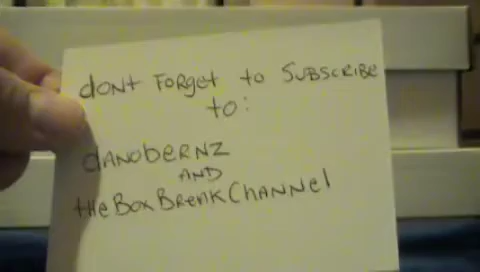 dont Forget to SUBSCRIBE
to:
dANObERNZ
AND
tHeBoxBreakCHANNel